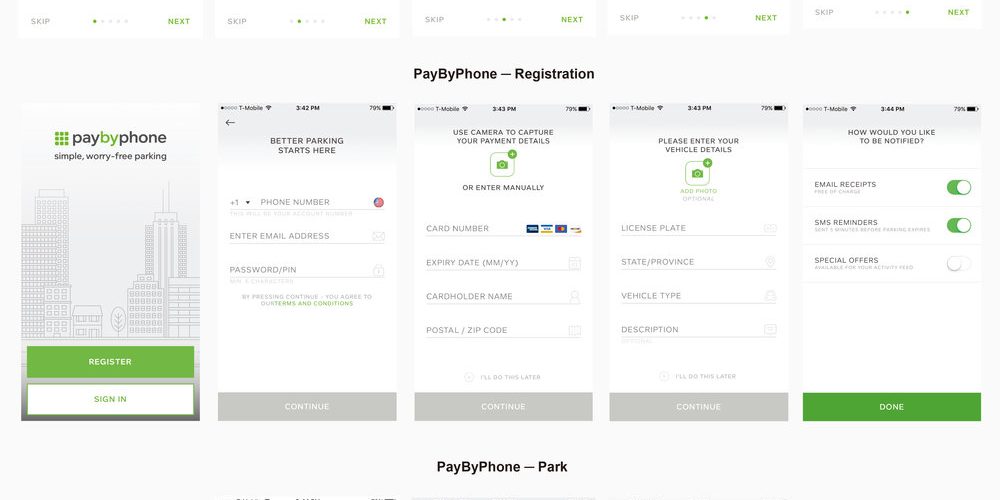 SKIP NEXT
SKIP NEXT
SKIP NEXT
SKIP NEXT
SKIP NEXT
PayByPhone — Registration
paybyphone
simple, worry-free parking
REGISTER
SIGN IN
T-Mobile 3:42 PM 79%
BETTER PARKING
STARTS HERE
+1 PHONE NUMBER
THIS WILL BE YOUR ACCOUNT NUMBER
ENTER EMAIL ADDRESS
PASSWORD/PIN
MIN. 6 CHARACTERS
BY PRESSING CONTINUE - YOU AGREE TO
OUR TERMS AND CONDITIONS
CONTINUE
T-Mobile 3:43 PM 79%
USE CAMERA TO CAPTURE
YOUR PAYMENT DETAILS
OR ENTER MANUALLY
CARD NUMBER
EXPIRY DATE (MM/YY)
CARDHOLDER NAME
POSTAL / ZIP CODE
I'LL DO THIS LATER
CONTINUE
T-Mobile 3:43 PM 79%
PLEASE ENTER YOUR
VEHICLE DETAILS
ADD PHOTO
OPTIONAL
LICENSE PLATE
STATE/PROVINCE
VEHICLE TYPE
DESCRIPTION
OPTIONAL
I'LL DO THIS LATER
CONTINUE
T-Mobile 3:44 PM 79%
HOW WOULD YOU LIKE
TO BE NOTIFIED?
EMAIL RECEIPTS
FREE OF CHARGE
SMS REMINDERS
SENT 5 MINUTES BEFORE PARKING EXPIRES
SPECIAL OFFERS
AVAILABLE FOR YOUR ACTIVITY FEED
DONE
PayByPhone — Park